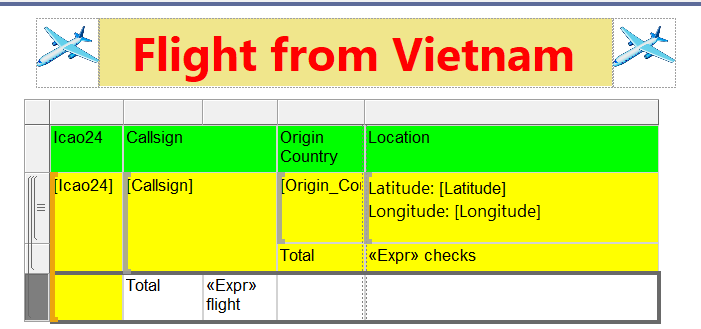 Flight from Vietnam
Icao24 Callsign Origin Country Location
[Icao24] [Callsign] [Origin_Co Latitude: [Latitude]
Longitude: [Longitude]
Total «Expr» checks
Total «Expr» flight